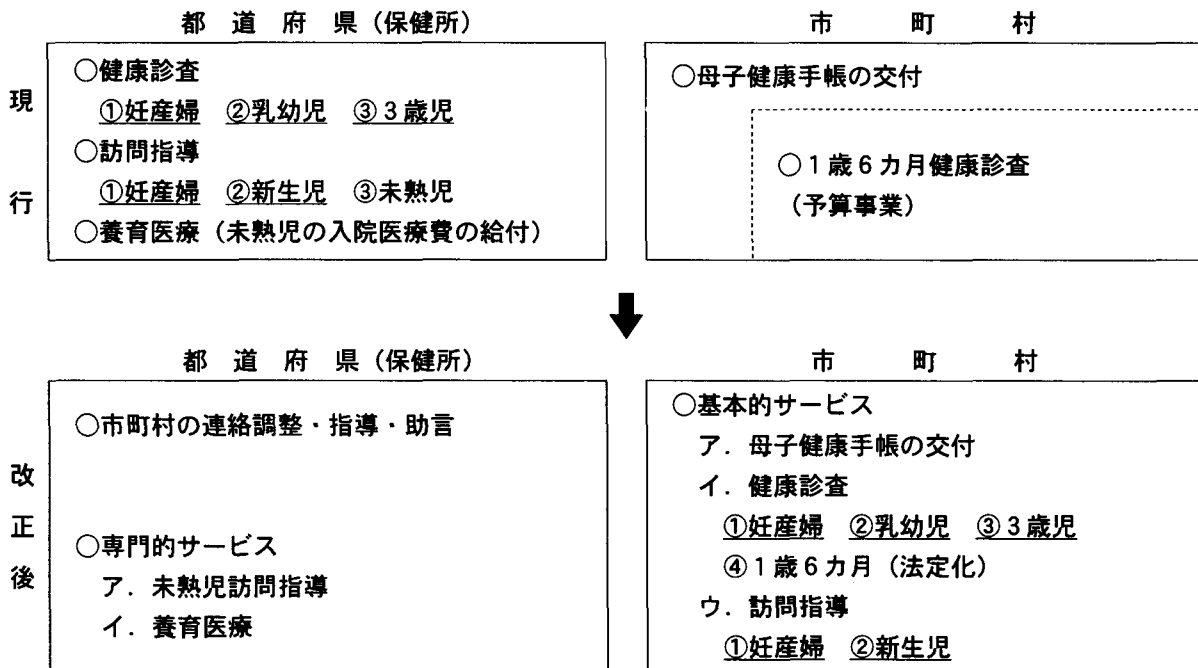 都道府県（保健所）
市町村
現行
○健康診査
①妊産婦 ②乳幼児 ③３歳児
○訪問指導
①妊産婦 ②新生児 ③未熟児
○養育医療（未熟児の入院医療費の給付）
○母子健康手帳の交付
○１歳６カ月健康診査
（予算事業）
都道府県（保健所）
市町村
改正後
○市町村の連絡調整・指導・助言
○専門的サービス
ア．未熟児訪問指導
イ．養育医療
○基本的サービス
ア．母子健康手帳の交付
イ．健康診査
①妊産婦 ②乳幼児 ③３歳児
④１歳６カ月（法定化）
ウ．訪問指導
①妊産婦 ②新生児